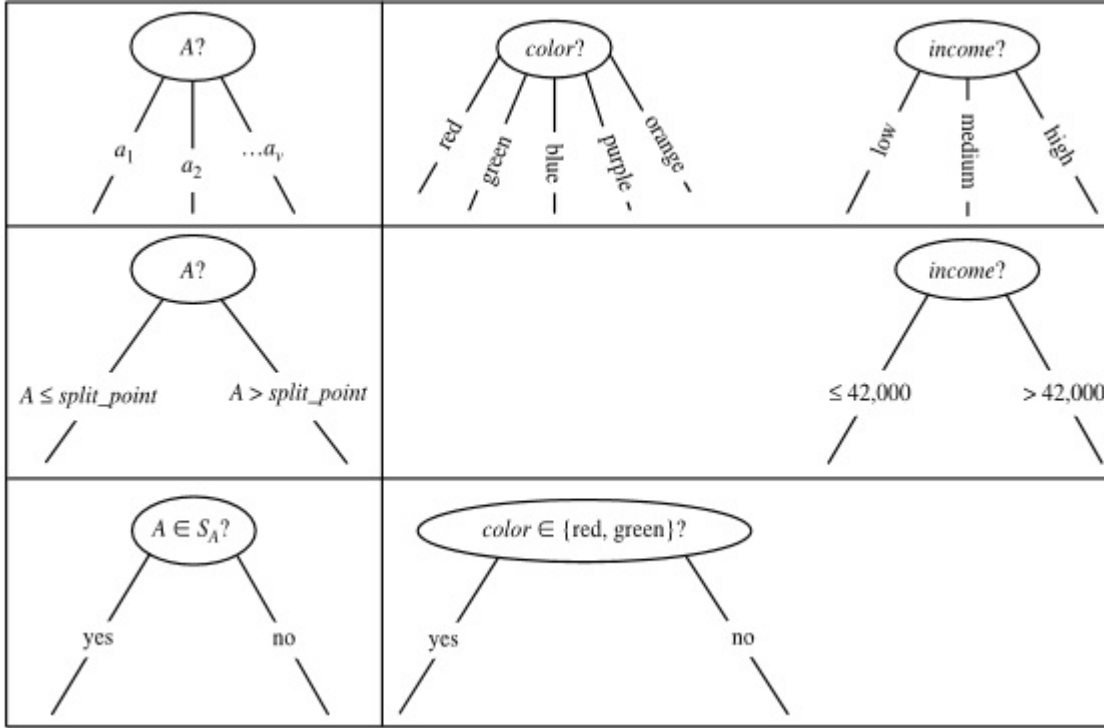 A?
a1
a2
...av
color?
red
green
blue
purple
orange
income?
low
medium
high
A?
A ≤ split_point
A > split_point
income?
≤ 42,000
> 42,000
A ∈ SA?
yes
no
color ∈ {red, green}?
yes
no